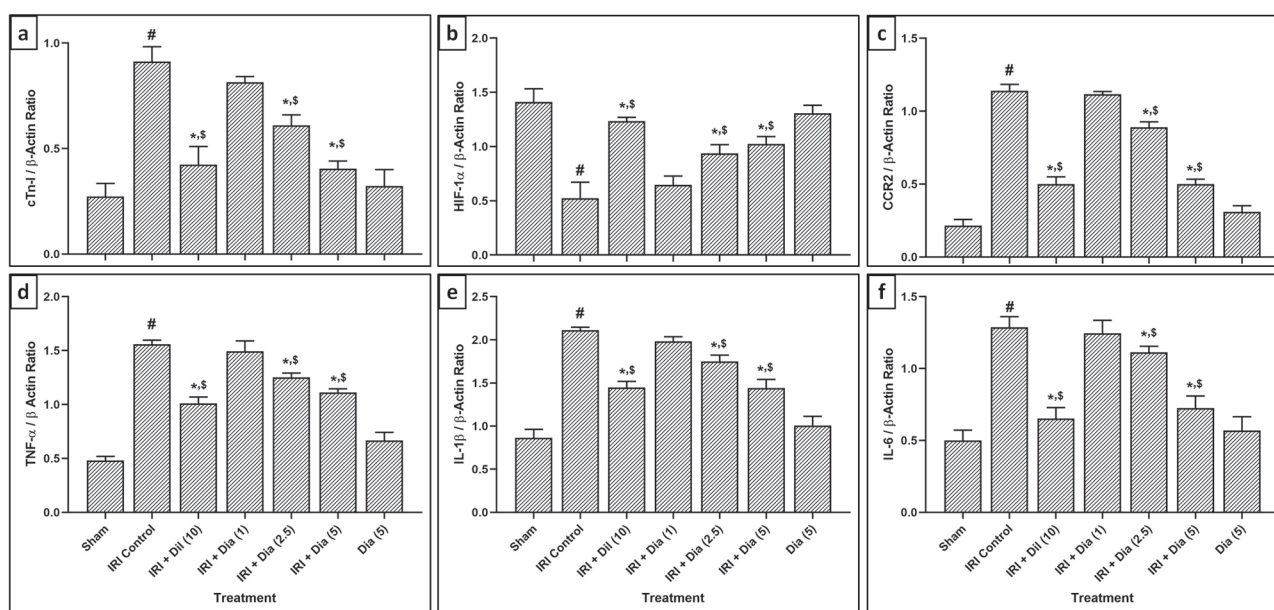 a
cTn-I / β-Actin Ratio
1.0
0.5
0.0
#
*,$
*,$
*,$
b
HIF-1α / β-Actin Ratio
2.0
1.5
1.0
0.5
0.0
#
*,$
*,$
*,$
c
CCR2 / β-Actin Ratio
1.5
1.0
0.5
0.0
#
*,$
*,$
*,$
d
TNF-α / β Actin Ratio
2.0
1.5
1.0
0.5
0.0
#
*,$
*,$
*,$
Sham
IRI Control
IRI + Dil (10)
IRI + Dia (1)
IRI + Dia (2.5)
IRI + Dia (5)
Dia (5)
Treatment
e
IL-1β / β-Actin Ratio
2.5
2.0
1.5
1.0
0.5
0.0
#
*,$
*,$
*,$
Sham
IRI Control
IRI + Dil (10)
IRI + Dia (1)
IRI + Dia (2.5)
IRI + Dia (5)
Dia (5)
Treatment
f
IL-6 / β-Actin Ratio
1.5
1.0
0.5
0.0
#
*,$
*,$
*,$
Sham
IRI Control
IRI + Dil (10)
IRI + Dia (1)
IRI + Dia (2.5)
IRI + Dia (5)
Dia (5)
Treatment